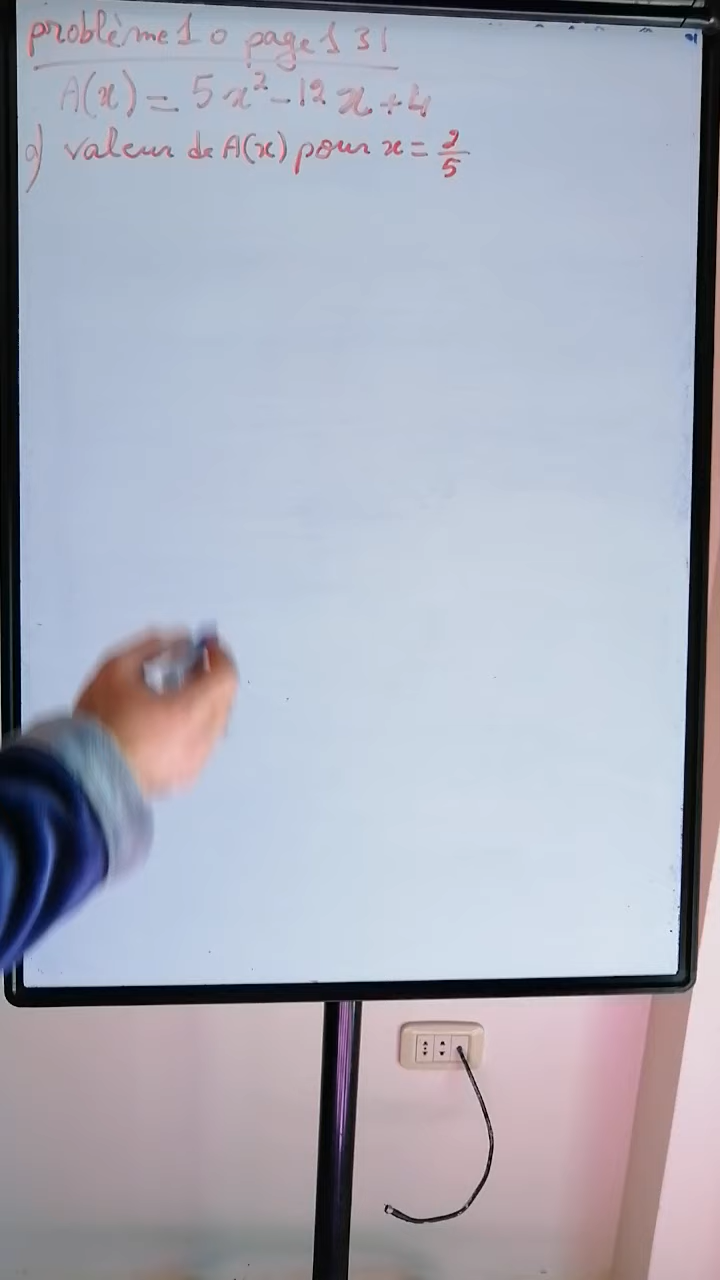 problème 10 page 131
A(x) = 5x² - 12x + 4
a) valeur de A(x) pour x = 2/5